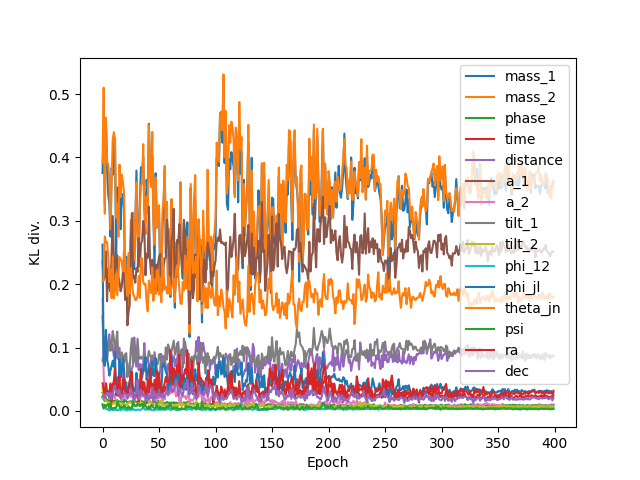 KL div.
0.5
0.4
0.3
0.2
0.1
0.0
0
50
100
150
200
250
300
350
400
Epoch
mass_1
mass_2
phase
time
distance
a_1
a_2
tilt_1
tilt_2
phi_12
phi_jl
theta_jn
psi
ra
dec